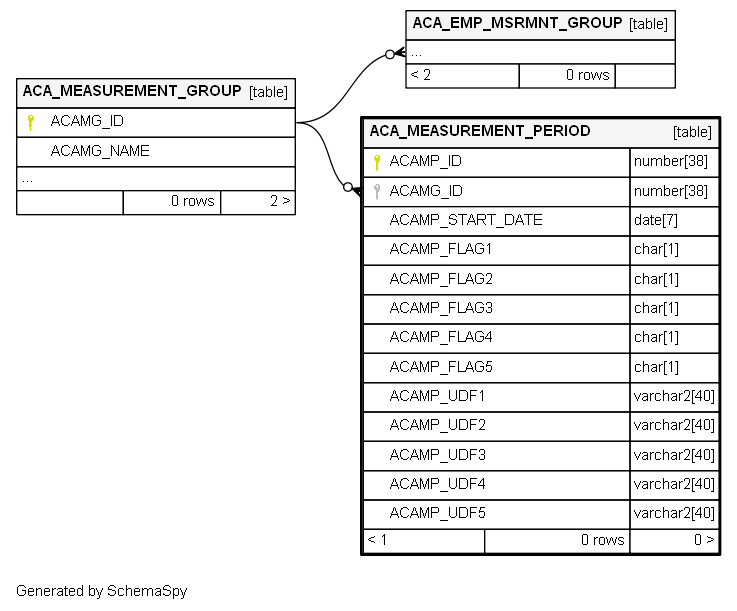 ACA_EMP_MSRMNT_GROUP [table]
...
< 2 0 rows
ACA_MEASUREMENT_GROUP [table]
ACAMG_ID
ACAMG_NAME
...
0 rows 2 >
ACA_MEASUREMENT_PERIOD [table]
ACAMP_ID number[38]
ACAMG_ID number[38]
ACAMP_START_DATE date[7]
ACAMP_FLAG1 char[1]
ACAMP_FLAG2 char[1]
ACAMP_FLAG3 char[1]
ACAMP_FLAG4 char[1]
ACAMP_FLAG5 char[1]
ACAMP_UDF1 varchar2[40]
ACAMP_UDF2 varchar2[40]
ACAMP_UDF3 varchar2[40]
ACAMP_UDF4 varchar2[40]
ACAMP_UDF5 varchar2[40]
< 1 0 rows 0 >
Generated by SchemaSpy